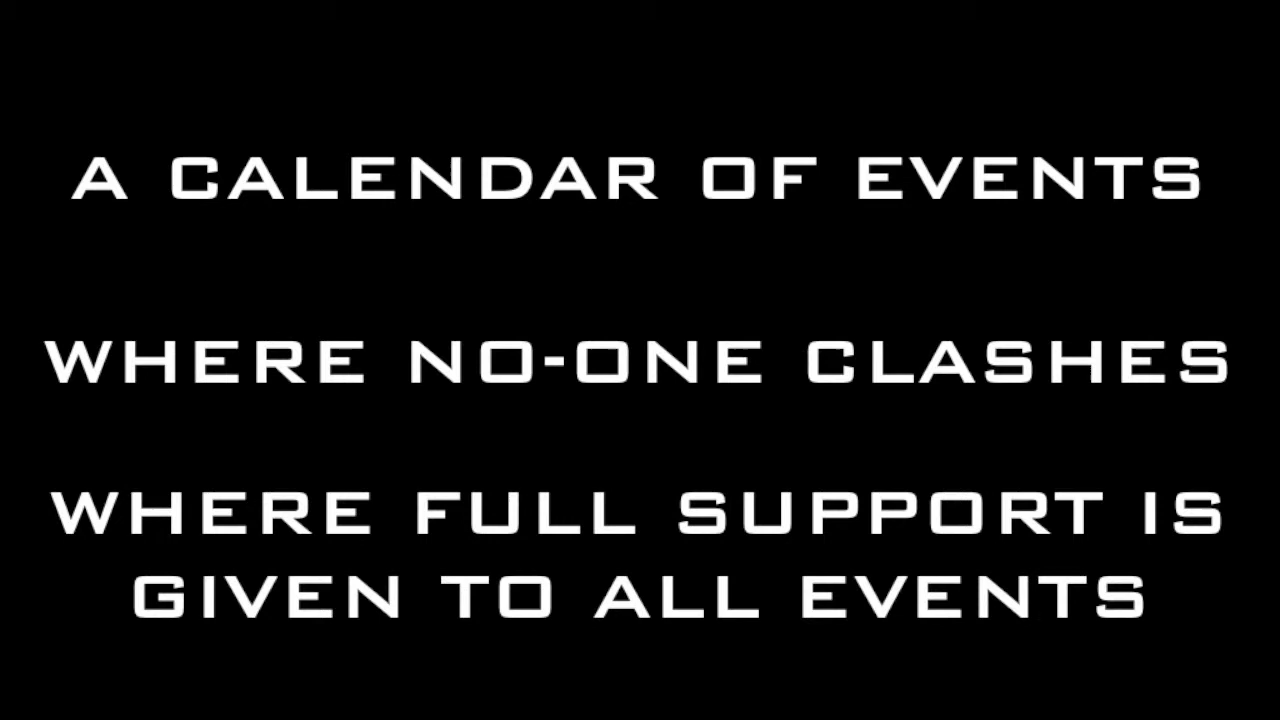 A CALENDAR OF EVENTS
WHERE NO-ONE CLASHES
WHERE FULL SUPPORT IS
GIVEN TO ALL EVENTS